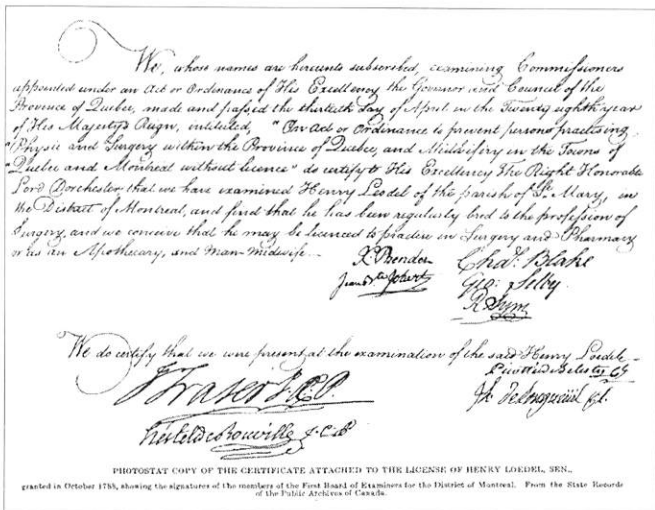 We, whose names are hereunto subscribed, examining Commissioners
appointed under an Act or Ordinance of His Excellency the Governor and Council of the
Province of Quebec, made and passed the thirtieth day of April in the Twenty eighth year
of His Majesty's Reign, intituled, "An Act or Ordinance to prevent persons practising
"Physic and Surgery within the Province of Quebec, and Midwifry in the Towns of
"Quebec and Montreal without licence" do certify to His Excellency The Right Honorable
Lord Dorchester, that we have examined Henry Loedel of the parish of St. Mary, in
the District of Montreal, and find that he has been regularly bred to the profession of
Surgery, and we conceive that he may be licenced to practice in Surgery and Pharmacy
or as an Apothecary, and Man-Midwife.
Chas. Blake
Jean Bte Jobert
Geo: Selby
R. Sym
We do certify that we were present at the examination of the said Henry Loedel
J Fraser J.C.P.
Hertel de Rouville J.C.P.
PHOTOSTAT COPY OF THE CERTIFICATE ATTACHED TO THE LICENSE OF HENRY LOEDEL, SEN.,
granted in October 1788, showing the signatures of the members of the First Board of Examiners for the District of Montreal. From the State Records
of the Public Archives of Canada.